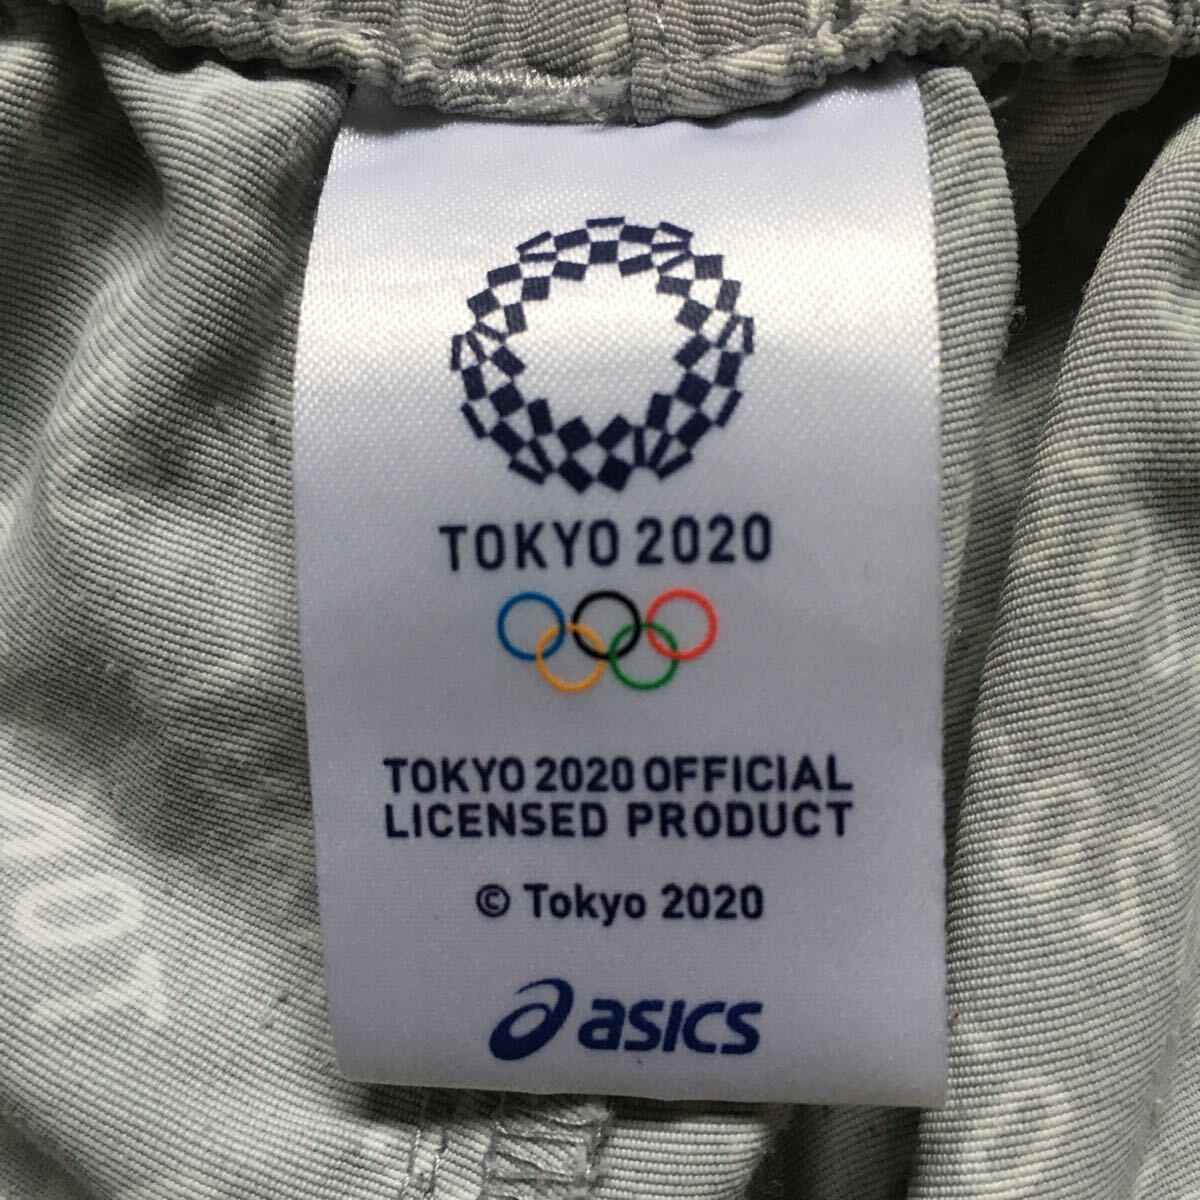 TOKYO 2020
TOKYO 2020 OFFICIAL
LICENSED PRODUCT
© Tokyo 2020
asics